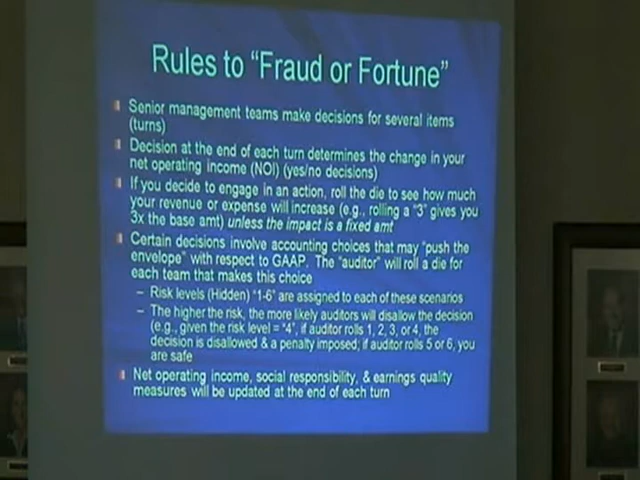 Rules to “Fraud or Fortune”
Senior management teams make decisions for several items
(turns)
Decision at the end of each turn determines the change in your
net operating income (NOI) (yes/no decisions)
If you decide to engage in an action, roll the die to see how much
your revenue or expense will increase (e.g., rolling a “3” gives you
3x the base amt) unless the impact is a fixed amt
Certain decisions involve accounting choices that may “push the
envelope” with respect to GAAP. The “auditor” will roll a die for
each team that makes this choice
– Risk levels (Hidden) “1-6” are assigned to each of these scenarios
– The higher the risk, the more likely auditors will disallow the decision
(e.g., given the risk level = “4”, if auditor rolls 1, 2, 3, or 4, the
decision is disallowed & a penalty imposed; if auditor rolls 5 or 6, you
are safe
Net operating income, social responsibility, & earnings quality
measures will be updated at the end of each turn